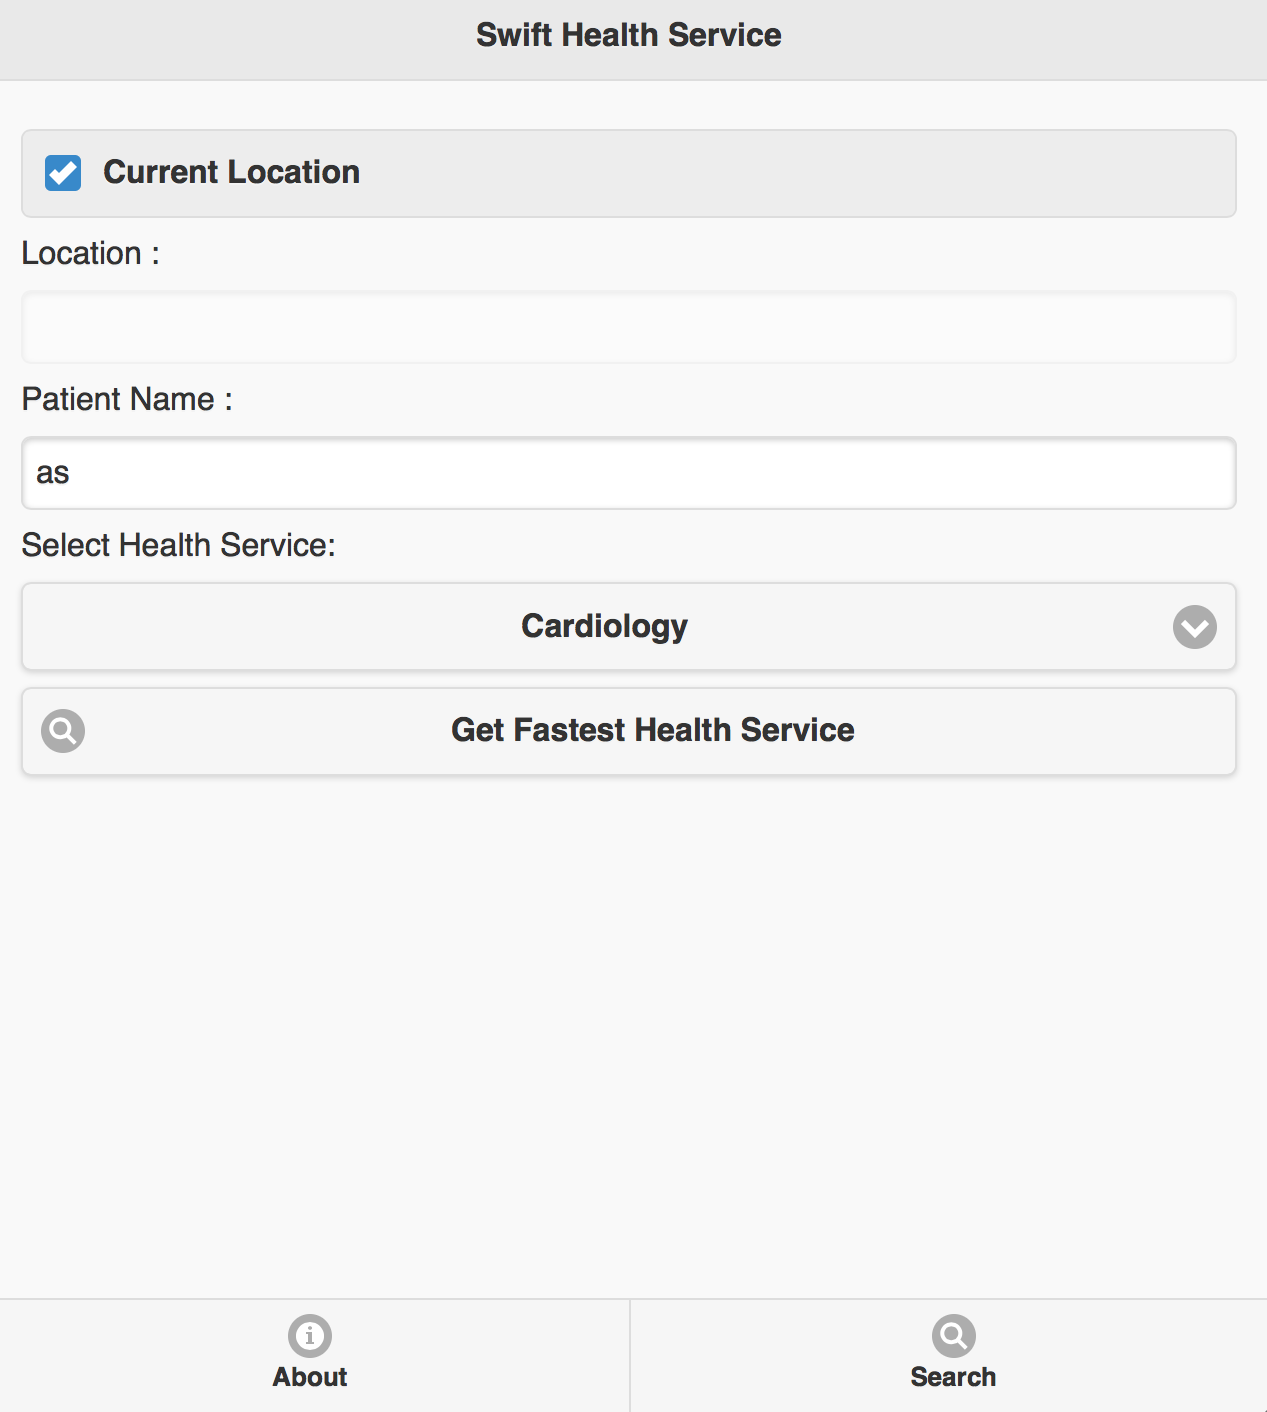 Swift Health Service
Current Location
Location :
Patient Name :
as
Select Health Service:
Cardiology
Get Fastest Health Service
About
Search